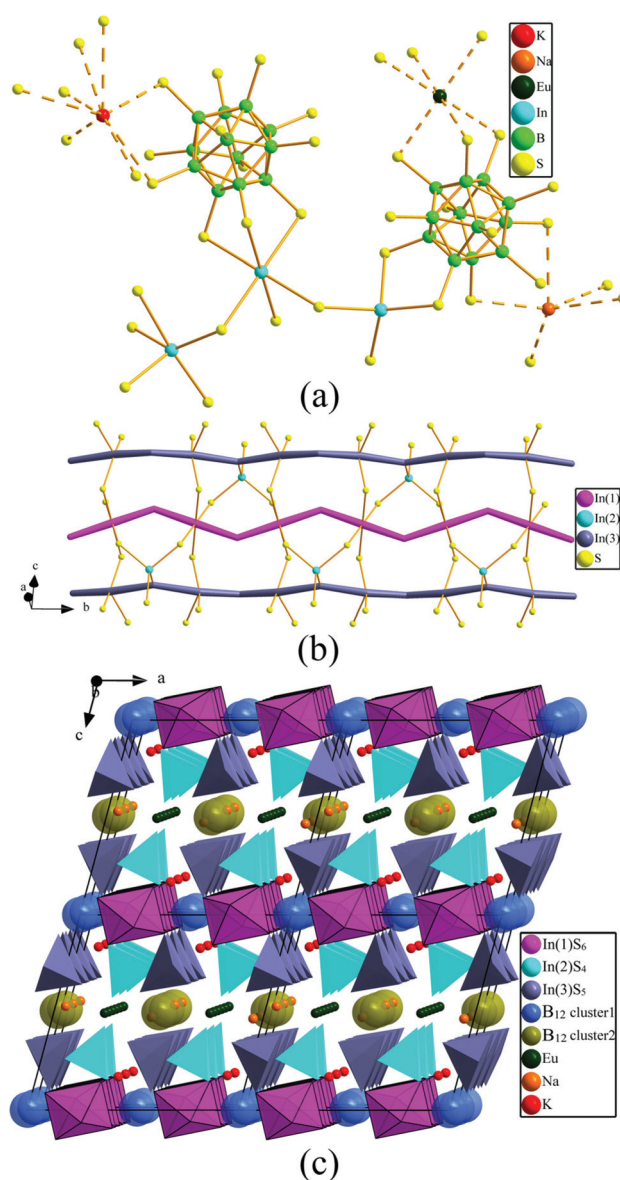 K
Na
Eu
In
B
S
(a)
In(1)
In(2)
In(3)
S
c
a
b
(b)
a
b
c
In(1)S₆
In(2)S₄
In(3)S₅
B₁₂ cluster1
B₁₂ cluster2
Eu
Na
K
(c)